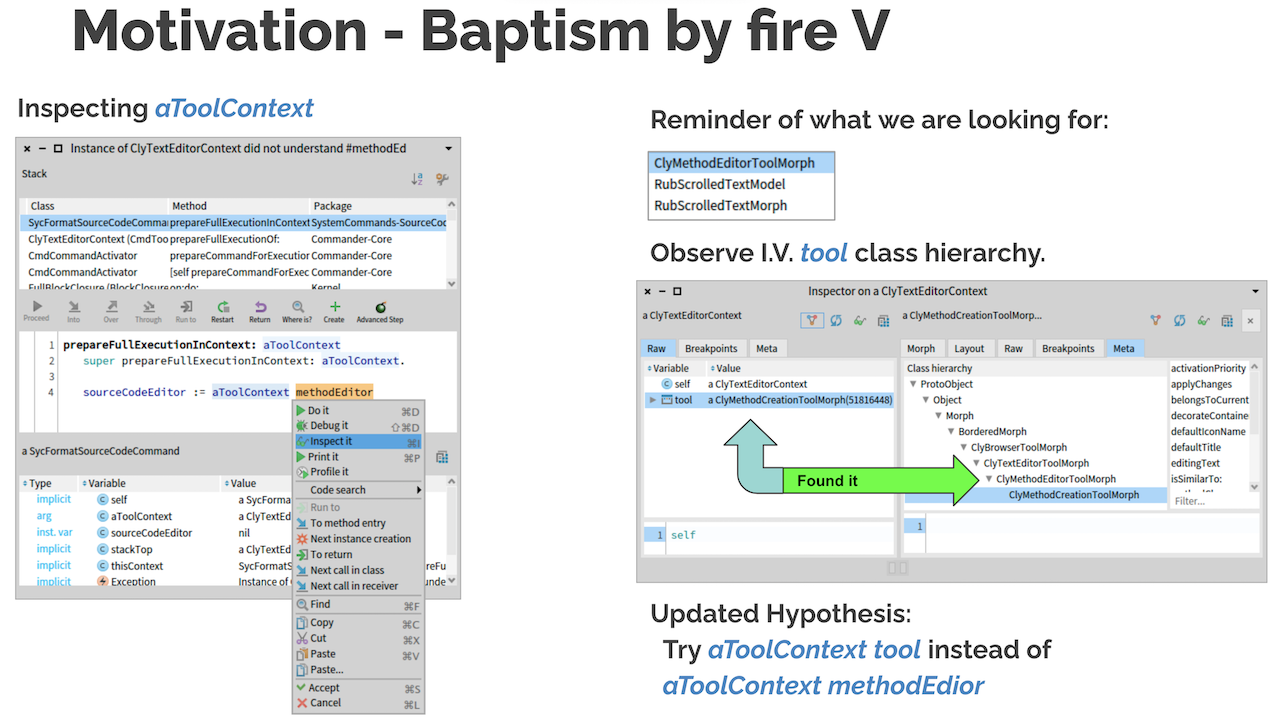 Motivation - Baptism by fire V
Inspecting aToolContext
Instance of ClyTextEditorContext did not understand #methodEd
Stack
Class Method Package
SycFormatSourceCodeComma prepareFullExecutionInContext SystemCommands-SourceCo
ClyTextEditorContext (CmdToo prepareFullExecutionOf: Commander-Core
CmdCommandActivator prepareCommandForExecution Commander-Core
CmdCommandActivator [self prepareCommandForExec Commander-Core
FullBlockClosure (BlockClosure on:do: Kernel
Proceed Into Over Through Run to Restart Return Where is? Create Advanced Step
1 prepareFullExecutionInContext: aToolContext
2 super prepareFullExecutionInContext: aToolContext.
3
4 sourceCodeEditor := aToolContext methodEditor
a SycFormatSourceCodeCommand
Type Variable Value
implicit self a SycForma
arg aToolContext a ClyTextEd
inst. var sourceCodeEditor nil
implicit stackTop a ClyTextEd
implicit thisContext SycFormatS
implicit Exception Instance of
Do it ⌘D
Debug it ⇧⌘D
Inspect it ⌘I
Print it ⌘P
Profile it
Code search
Run to
To method entry
Next instance creation
To return
Next call in class
Next call in receiver
Find ⌘F
Copy ⌘C
Cut ⌘X
Paste ⌘V
Paste...
Accept ⌘S
Cancel ⌘L
Reminder of what we are looking for:
ClyMethodEditorToolMorph
RubScrolledTextModel
RubScrolledTextMorph
Observe I.V. tool class hierarchy.
Inspector on a ClyTextEditorContext
a ClyTextEditorContext
Raw Breakpoints Meta
Variable Value
self a ClyTextEditorContext
tool a ClyMethodCreationToolMorph(51816448)
1 self
a ClyMethodCreationToolMorp...
Morph Layout Raw Breakpoints Meta
Class hierarchy
ProtoObject
Object
Morph
BorderedMorph
ClyBrowserToolMorph
ClyTextEditorToolMorph
ClyMethodEditorToolMorph
ClyMethodCreationToolMorph
activationPriority
applyChanges
belongsToCurrent
decorateContaine
defaultIconName
defaultTitle
editingText
isSimilarTo:
Filter...
1
Found it
Updated Hypothesis:
Try aToolContext tool instead of
aToolContext methodEdior